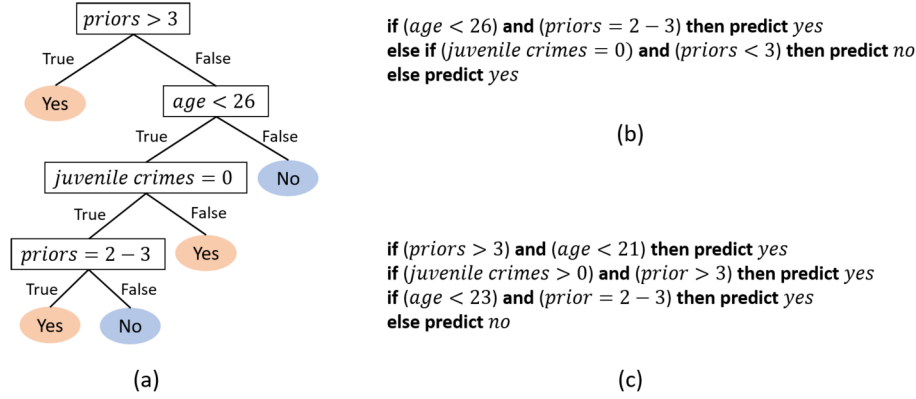 priors > 3
True
False
Yes
age < 26
True
False
juvenile crimes = 0
No
True
False
priors = 2 − 3
Yes
True
False
Yes
No
(a)
if (age < 26) and (priors = 2 − 3) then predict yes
else if (juvenile crimes = 0) and (priors < 3) then predict no
else predict yes
(b)
if (priors > 3) and (age < 21) then predict yes
if (juvenile crimes > 0) and (prior > 3) then predict yes
if (age < 23) and (prior = 2 − 3) then predict yes
else predict no
(c)